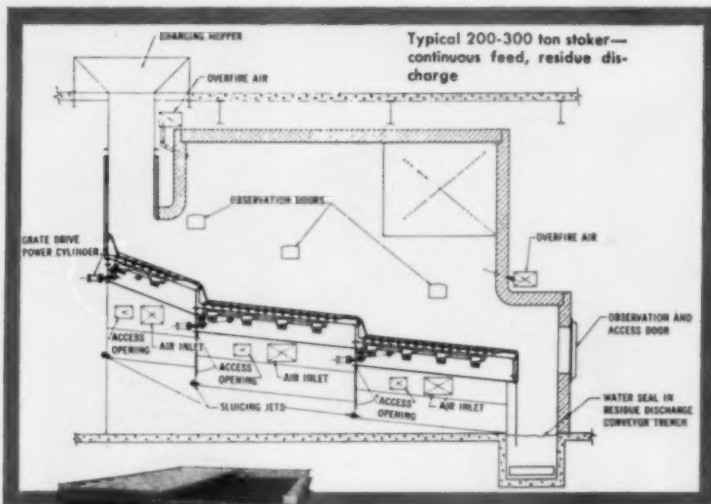 CHARGING HOPPER
Typical 200-300 ton stoker—
continuous feed, residue dis-
charge
OVERFIRE AIR
OBSERVATION DOORS
GRATE DRIVE
POWER CYLINDER
OVERFIRE AIR
OBSERVATION AND
ACCESS DOOR
ACCESS
OPENING
AIR INLET
ACCESS
OPENING
AIR INLET
ACCESS
OPENING
AIR INLET
SLUICING JETS
WATER SEAL IN
RESIDUE DISCHARGE
CONVEYOR TRENCH